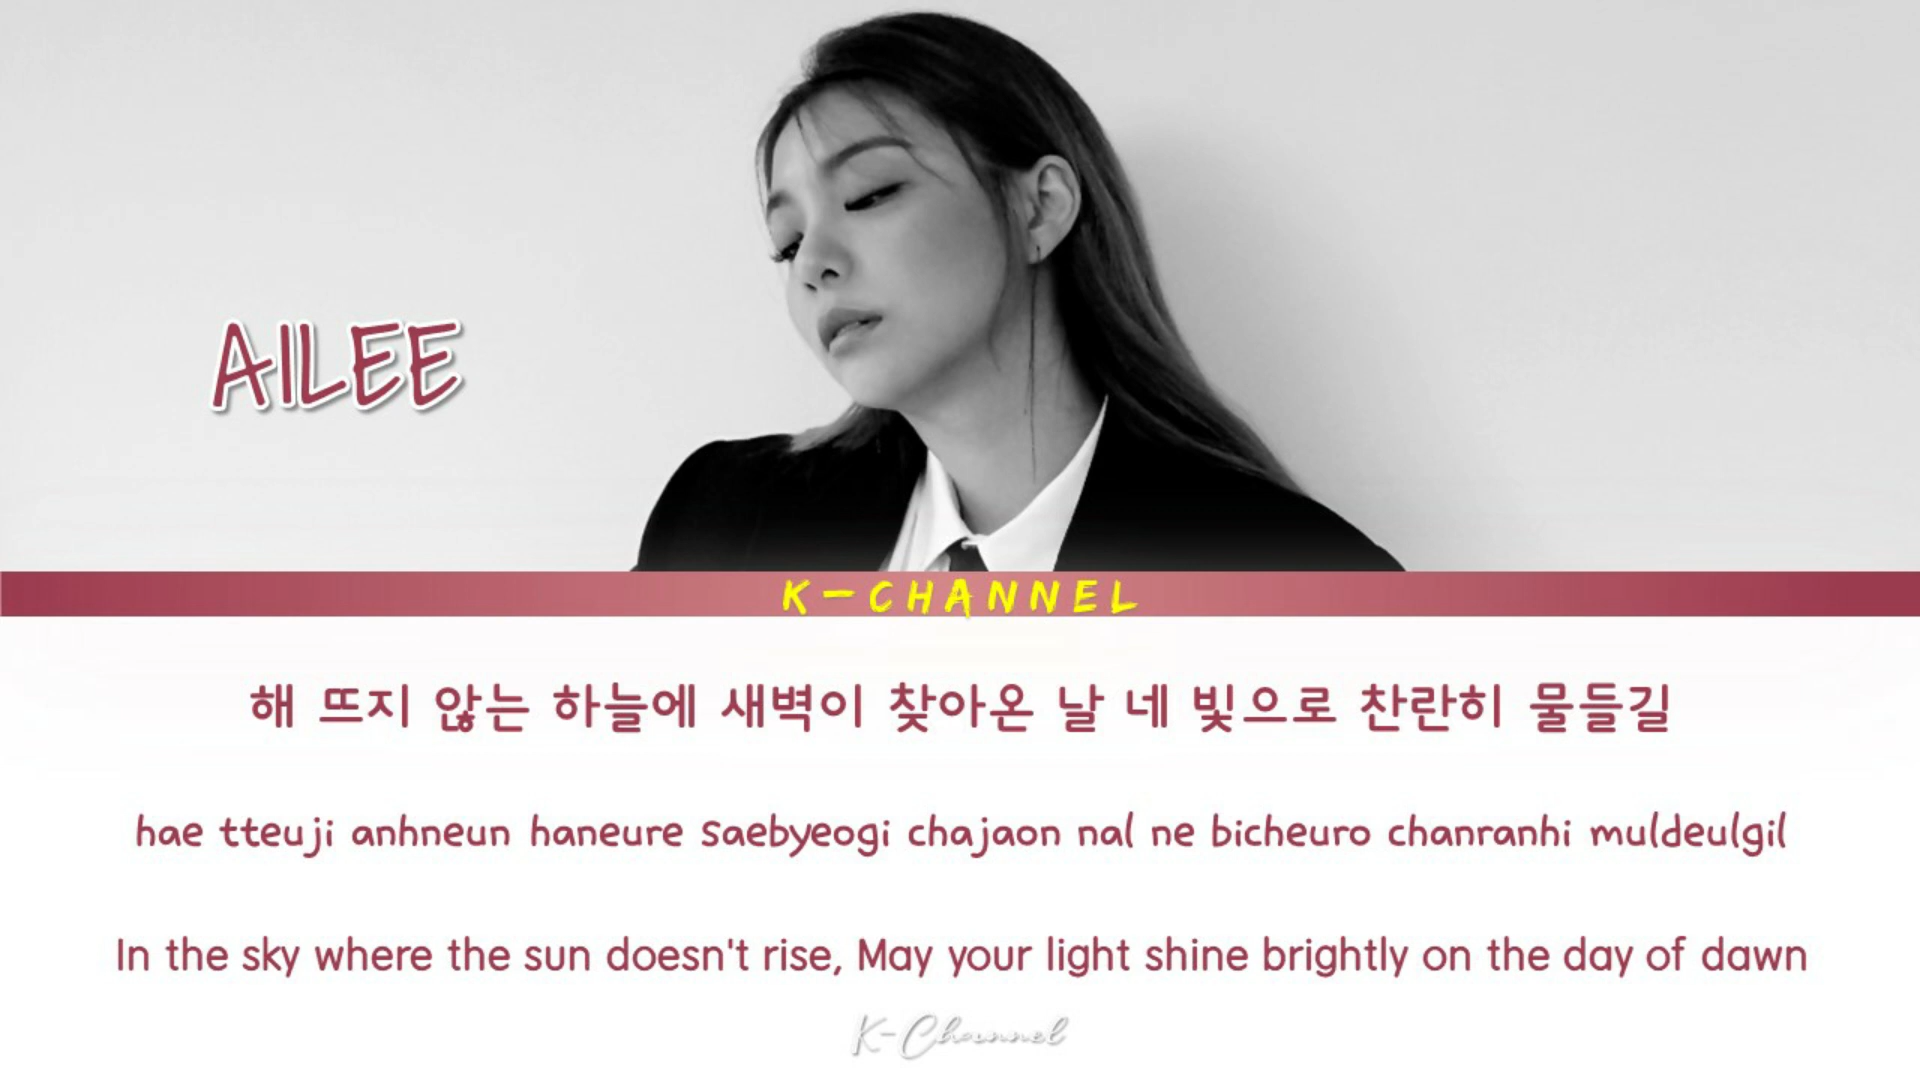 AILEE
K-CHANNEL
해 뜨지 않는 하늘에 새벽이 찾아온 날 네 빛으로 찬란히 물들길
hae tteuji anhneun haneure saebyeogi chajaon nal ne bicheuro chanranhi muldeulgil
In the sky where the sun doesn't rise, May your light shine brightly on the day of dawn
K-Channel